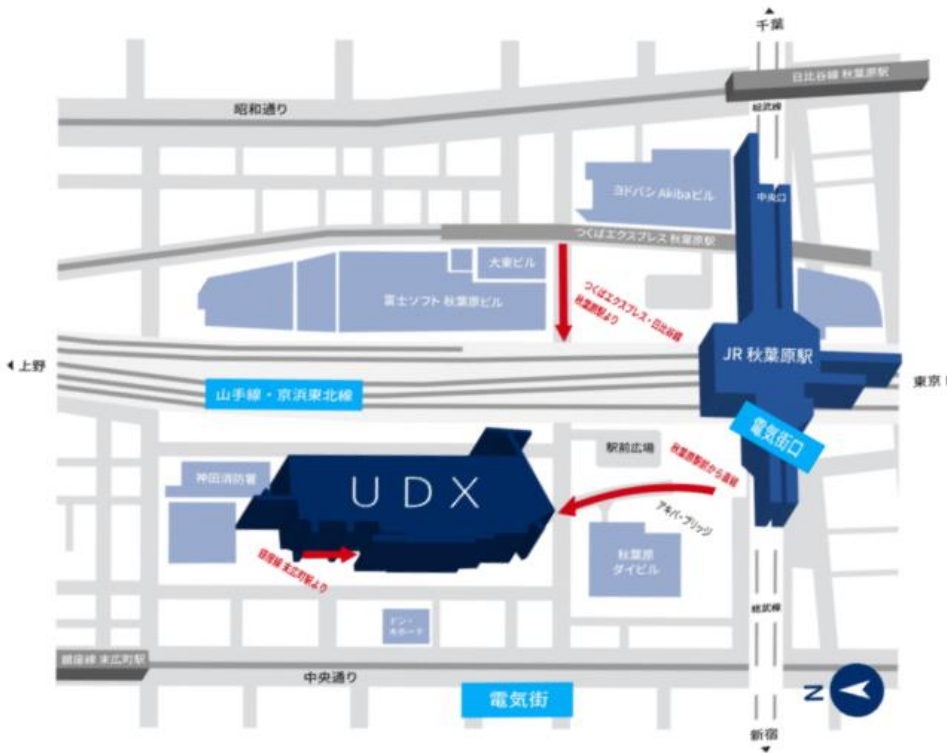 千葉
日比谷線 秋葉原駅
総武線
昭和通り
ヨドバシ Akibaビル
中央口
つくばエクスプレス 秋葉原駅
大東ビル
富士ソフト 秋葉原ビル
つくばエクスプレス・日比谷線
秋葉原駅より
JR 秋葉原駅
上野
東京
山手線・京浜東北線
電気街口
駅前広場
秋葉原駅前から直結
神田消防署
UDX
アキバ・ブリッジ
秋葉原
ダイビル
銀座線 末広町駅より
総武線
ドン・
キホーテ
銀座線 末広町駅
中央通り
電気街
N
新宿